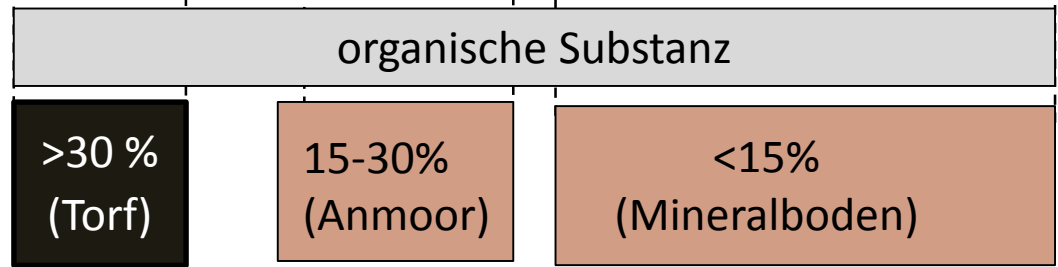 organische Substanz
>30 %
(Torf)
15-30%
(Anmoor)
<15%
(Mineralboden)